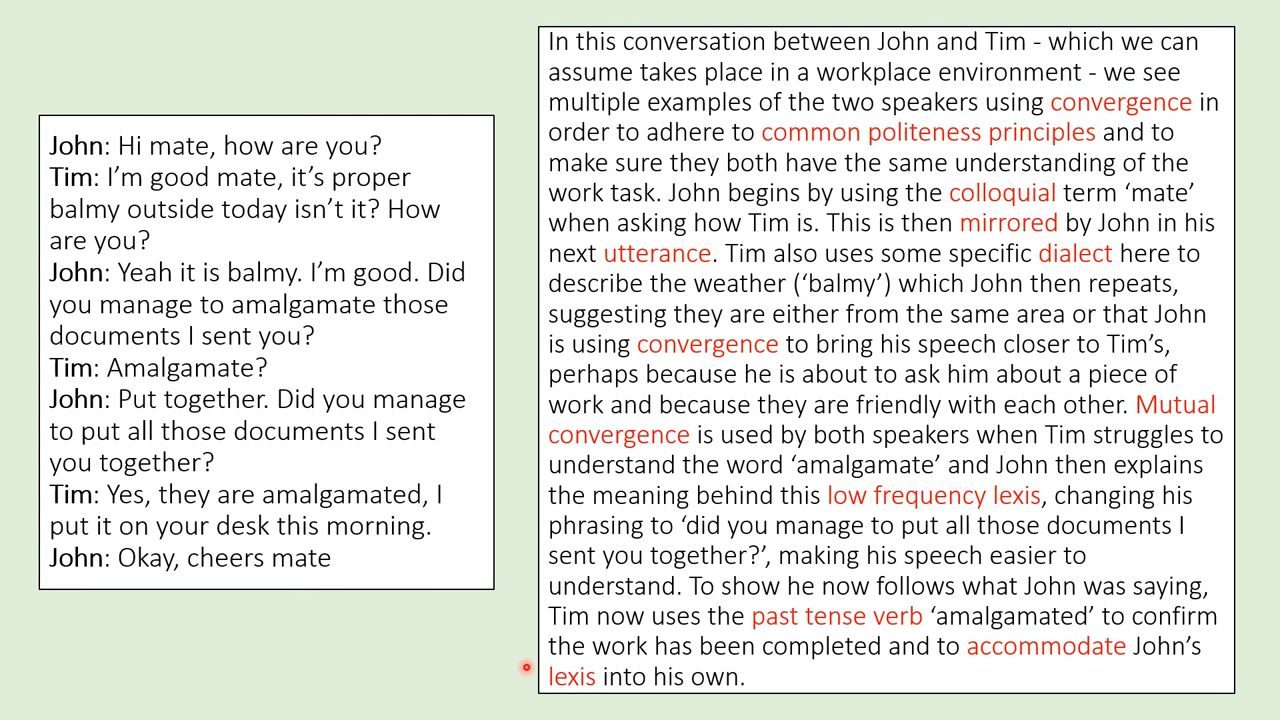 John: Hi mate, how are you?
Tim: I’m good mate, it’s proper
balmy outside today isn’t it? How
are you?
John: Yeah it is balmy. I’m good. Did
you manage to amalgamate those
documents I sent you?
Tim: Amalgamate?
John: Put together. Did you manage
to put all those documents I sent
you together?
Tim: Yes, they are amalgamated, I
put it on your desk this morning.
John: Okay, cheers mate
In this conversation between John and Tim - which we can
assume takes place in a workplace environment - we see
multiple examples of the two speakers using convergence in
order to adhere to common politeness principles and to
make sure they both have the same understanding of the
work task. John begins by using the colloquial term ‘mate’
when asking how Tim is. This is then mirrored by John in his
next utterance. Tim also uses some specific dialect here to
describe the weather (‘balmy’) which John then repeats,
suggesting they are either from the same area or that John
is using convergence to bring his speech closer to Tim’s,
perhaps because he is about to ask him about a piece of
work and because they are friendly with each other. Mutual
convergence is used by both speakers when Tim struggles to
understand the word ‘amalgamate’ and John then explains
the meaning behind this low frequency lexis, changing his
phrasing to ‘did you manage to put all those documents I
sent you together?’, making his speech easier to
understand. To show he now follows what John was saying,
Tim now uses the past tense verb ‘amalgamated’ to confirm
the work has been completed and to accommodate John’s
lexis into his own.